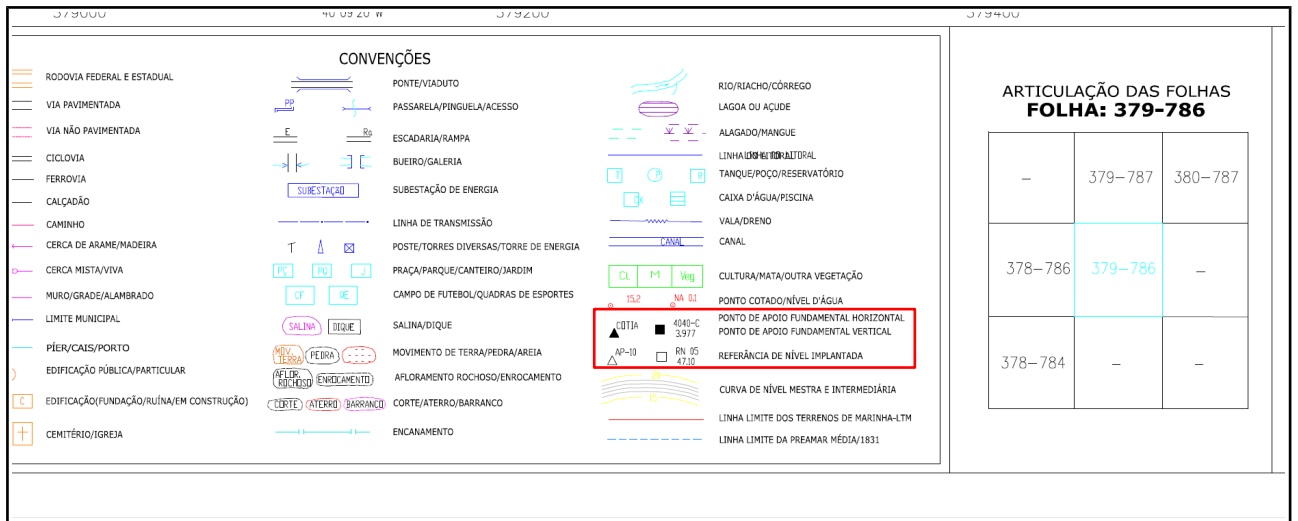 379000
40 09 20 W
379200
379400
CONVENÇÕES
RODOVIA FEDERAL E ESTADUAL
VIA PAVIMENTADA
VIA NÃO PAVIMENTADA
CICLOVIA
FERROVIA
CALÇADÃO
CAMINHO
CERCA DE ARAME/MADEIRA
CERCA MISTA/VIVA
MURO/GRADE/ALAMBRADO
LIMITE MUNICIPAL
PÍER/CAIS/PORTO
EDIFICAÇÃO PÚBLICA/PARTICULAR
C EDIFICAÇÃO(FUNDAÇÃO/RUÍNA/EM CONSTRUÇÃO)
CEMITÉRIO/IGREJA
PONTE/VIADUTO
PP PASSARELA/PINGUELA/ACESSO
E Ra ESCADARIA/RAMPA
BUEIRO/GALERIA
SUBESTAÇÃO SUBESTAÇÃO DE ENERGIA
LINHA DE TRANSMISSÃO
POSTE/TORRES DIVERSAS/TORRE DE ENERGIA
PÇ PQ J PRAÇA/PARQUE/CANTEIRO/JARDIM
CF QE CAMPO DE FUTEBOL/QUADRAS DE ESPORTES
SALINA DIQUE SALINA/DIQUE
MOV. TERRA PEDRA MOVIMENTO DE TERRA/PEDRA/AREIA
AFLOR. ROCHOSO ENROCAMENTO AFLORAMENTO ROCHOSO/ENROCAMENTO
CORTE ATERRO BARRANCO CORTE/ATERRO/BARRANCO
ENCANAMENTO
RIO/RIACHO/CÓRREGO
LAGOA OU AÇUDE
ALAGADO/MANGUE
LINHA LITORAL
T P R TANQUE/POÇO/RESERVATÓRIO
CAIXA D'ÁGUA/PISCINA
VALA/DRENO
CANAL CANAL
Ct M Veg CULTURA/MATA/OUTRA VEGETAÇÃO
15,2 NA 0.1 PONTO COTADO/NÍVEL D'ÁGUA
COTIA 4040-C 3.977 PONTO DE APOIO FUNDAMENTAL HORIZONTAL
PONTO DE APOIO FUNDAMENTAL VERTICAL
AP-10 RN 05 47.10 REFERÂNCIA DE NÍVEL IMPLANTADA
CURVA DE NÍVEL MESTRA E INTERMEDIÁRIA
LINHA LIMITE DOS TERRENOS DE MARINHA-LTM
LINHA LIMITE DA PREAMAR MÉDIA/1831
ARTICULAÇÃO DAS FOLHAS
FOLHA: 379-786
- 379-787 380-787
378-786 379-786 -
378-784 - -